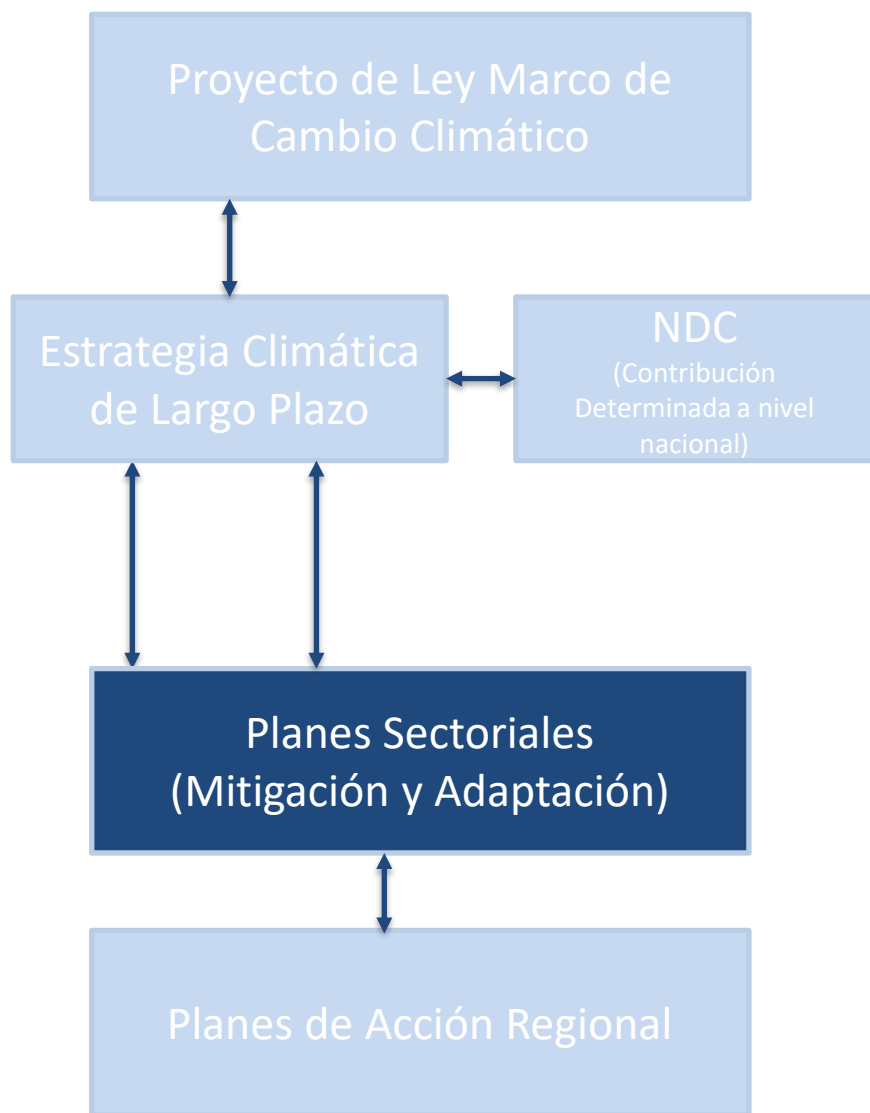 Proyecto de Ley Marco de
Cambio Climático
Estrategia Climática
de Largo Plazo
NDC
(Contribución
Determinada a nivel
nacional)
Planes Sectoriales
(Mitigación y Adaptación)
Planes de Acción Regional